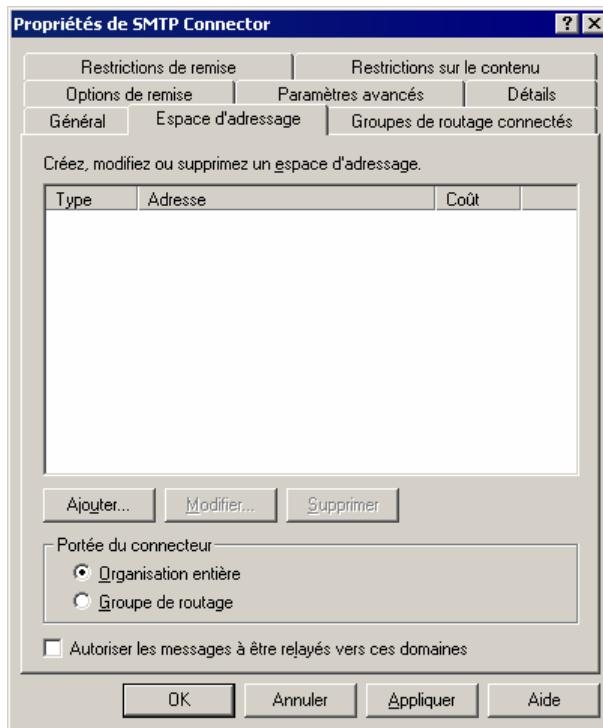 Propriétés de SMTP Connector
Restrictions de remise Restrictions sur le contenu
Options de remise Paramètres avancés Détails
Général Espace d'adressage Groupes de routage connectés
Créez, modifiez ou supprimez un espace d'adressage.
Type Adresse Coût
Ajouter... Modifier... Supprimer
Portée du connecteur
Organisation entière
Groupe de routage
Autoriser les messages à être relayés vers ces domaines
OK Annuler Appliquer Aide